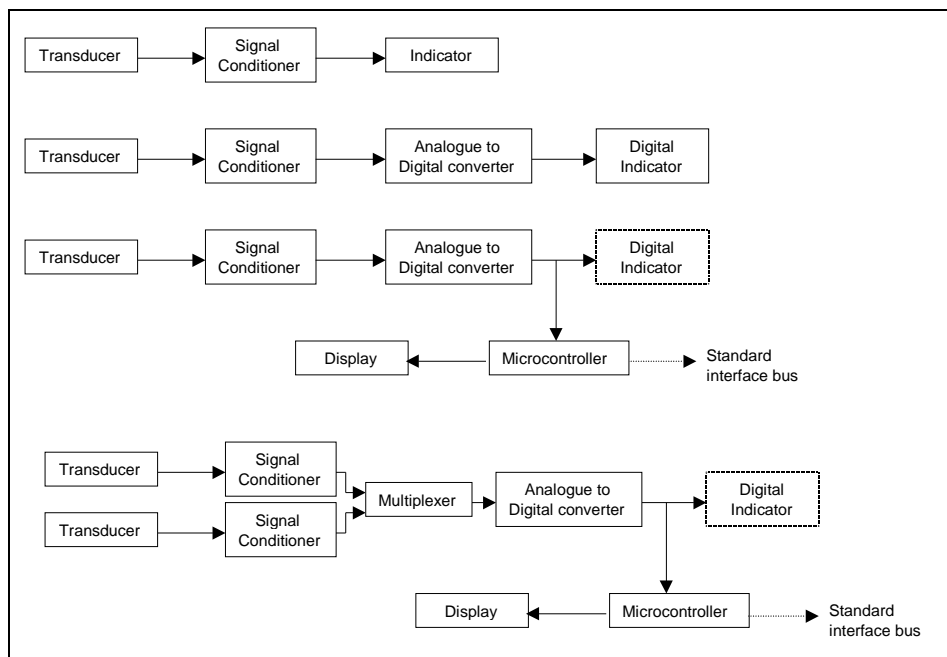 Transducer
Signal
Conditioner
Indicator
Transducer
Signal
Conditioner
Analogue to
Digital converter
Digital
Indicator
Transducer
Signal
Conditioner
Analogue to
Digital converter
Digital
Indicator
Display
Microcontroller
Standard
interface bus
Transducer
Signal
Conditioner
Transducer
Signal
Conditioner
Multiplexer
Analogue to
Digital converter
Digital
Indicator
Display
Microcontroller
Standard
interface bus